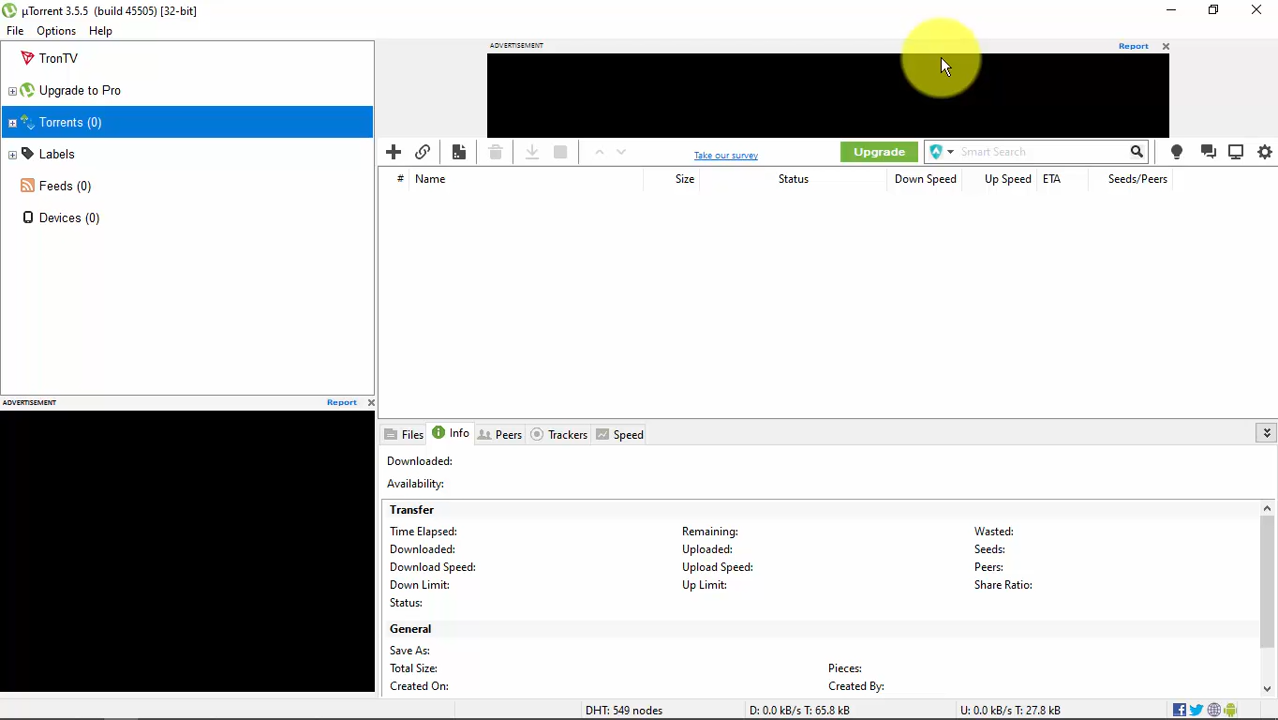 µTorrent 3.5.5 (build 45505) [32-bit]
File Options Help
TronTV
Upgrade to Pro
Torrents (0)
Labels
Feeds (0)
Devices (0)
ADVERTISEMENT Report
ADVERTISEMENT Report
Take our survey
Upgrade
Smart Search
# Name Size Status Down Speed Up Speed ETA Seeds/Peers
Files Info Peers Trackers Speed
Downloaded:
Availability:
Transfer
Time Elapsed: Remaining: Wasted:
Downloaded: Uploaded: Seeds:
Download Speed: Upload Speed: Peers:
Down Limit: Up Limit: Share Ratio:
Status:
General
Save As:
Total Size: Pieces:
Created On: Created By:
DHT: 549 nodes D: 0.0 kB/s T: 65.8 kB U: 0.0 kB/s T: 27.8 kB